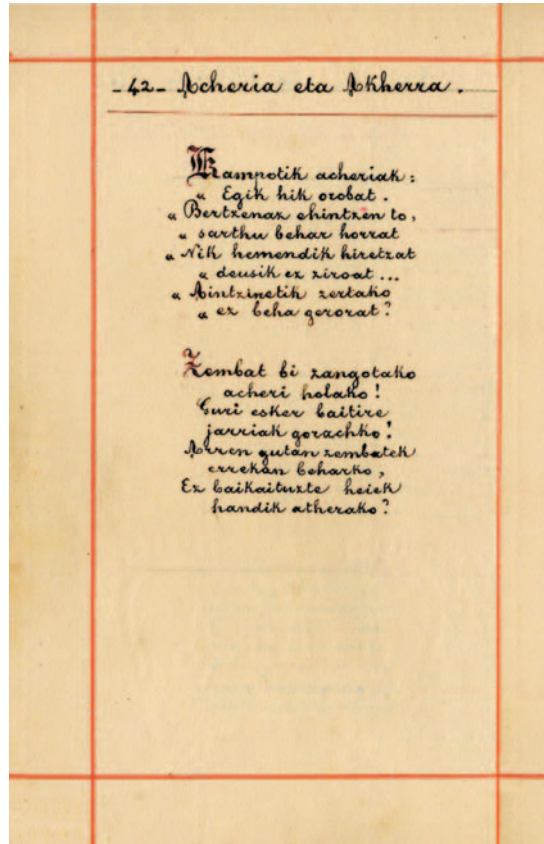 - 42 - Acheria eta Akherra.
Kampotik acheriak:
" Egik hik orobat.
" Bertzenaz ehintzen to,
" sarthu behar horrat
" Nik hemendik hiretzat
" deusik ez ziroat...
" Aintzinetik zertako
" ez beha gerorat?
Zembat bi zangotako
acheri holako!
Guri esker baitire
jarriak gorachko!
Arren gutan zembatek
errekan beharko,
Ez baikaituzte heiek
handik atherako?